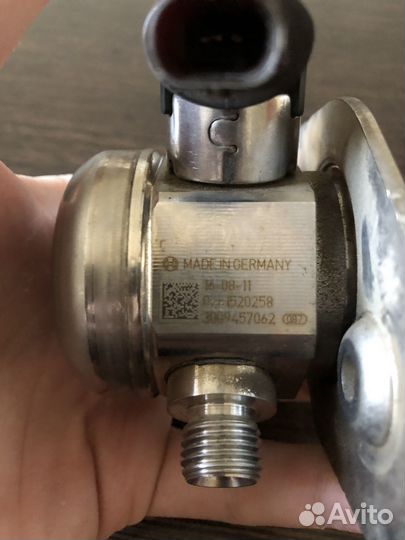 MADE IN GERMANY
16-08-11
0261520258
3009457062
Avito